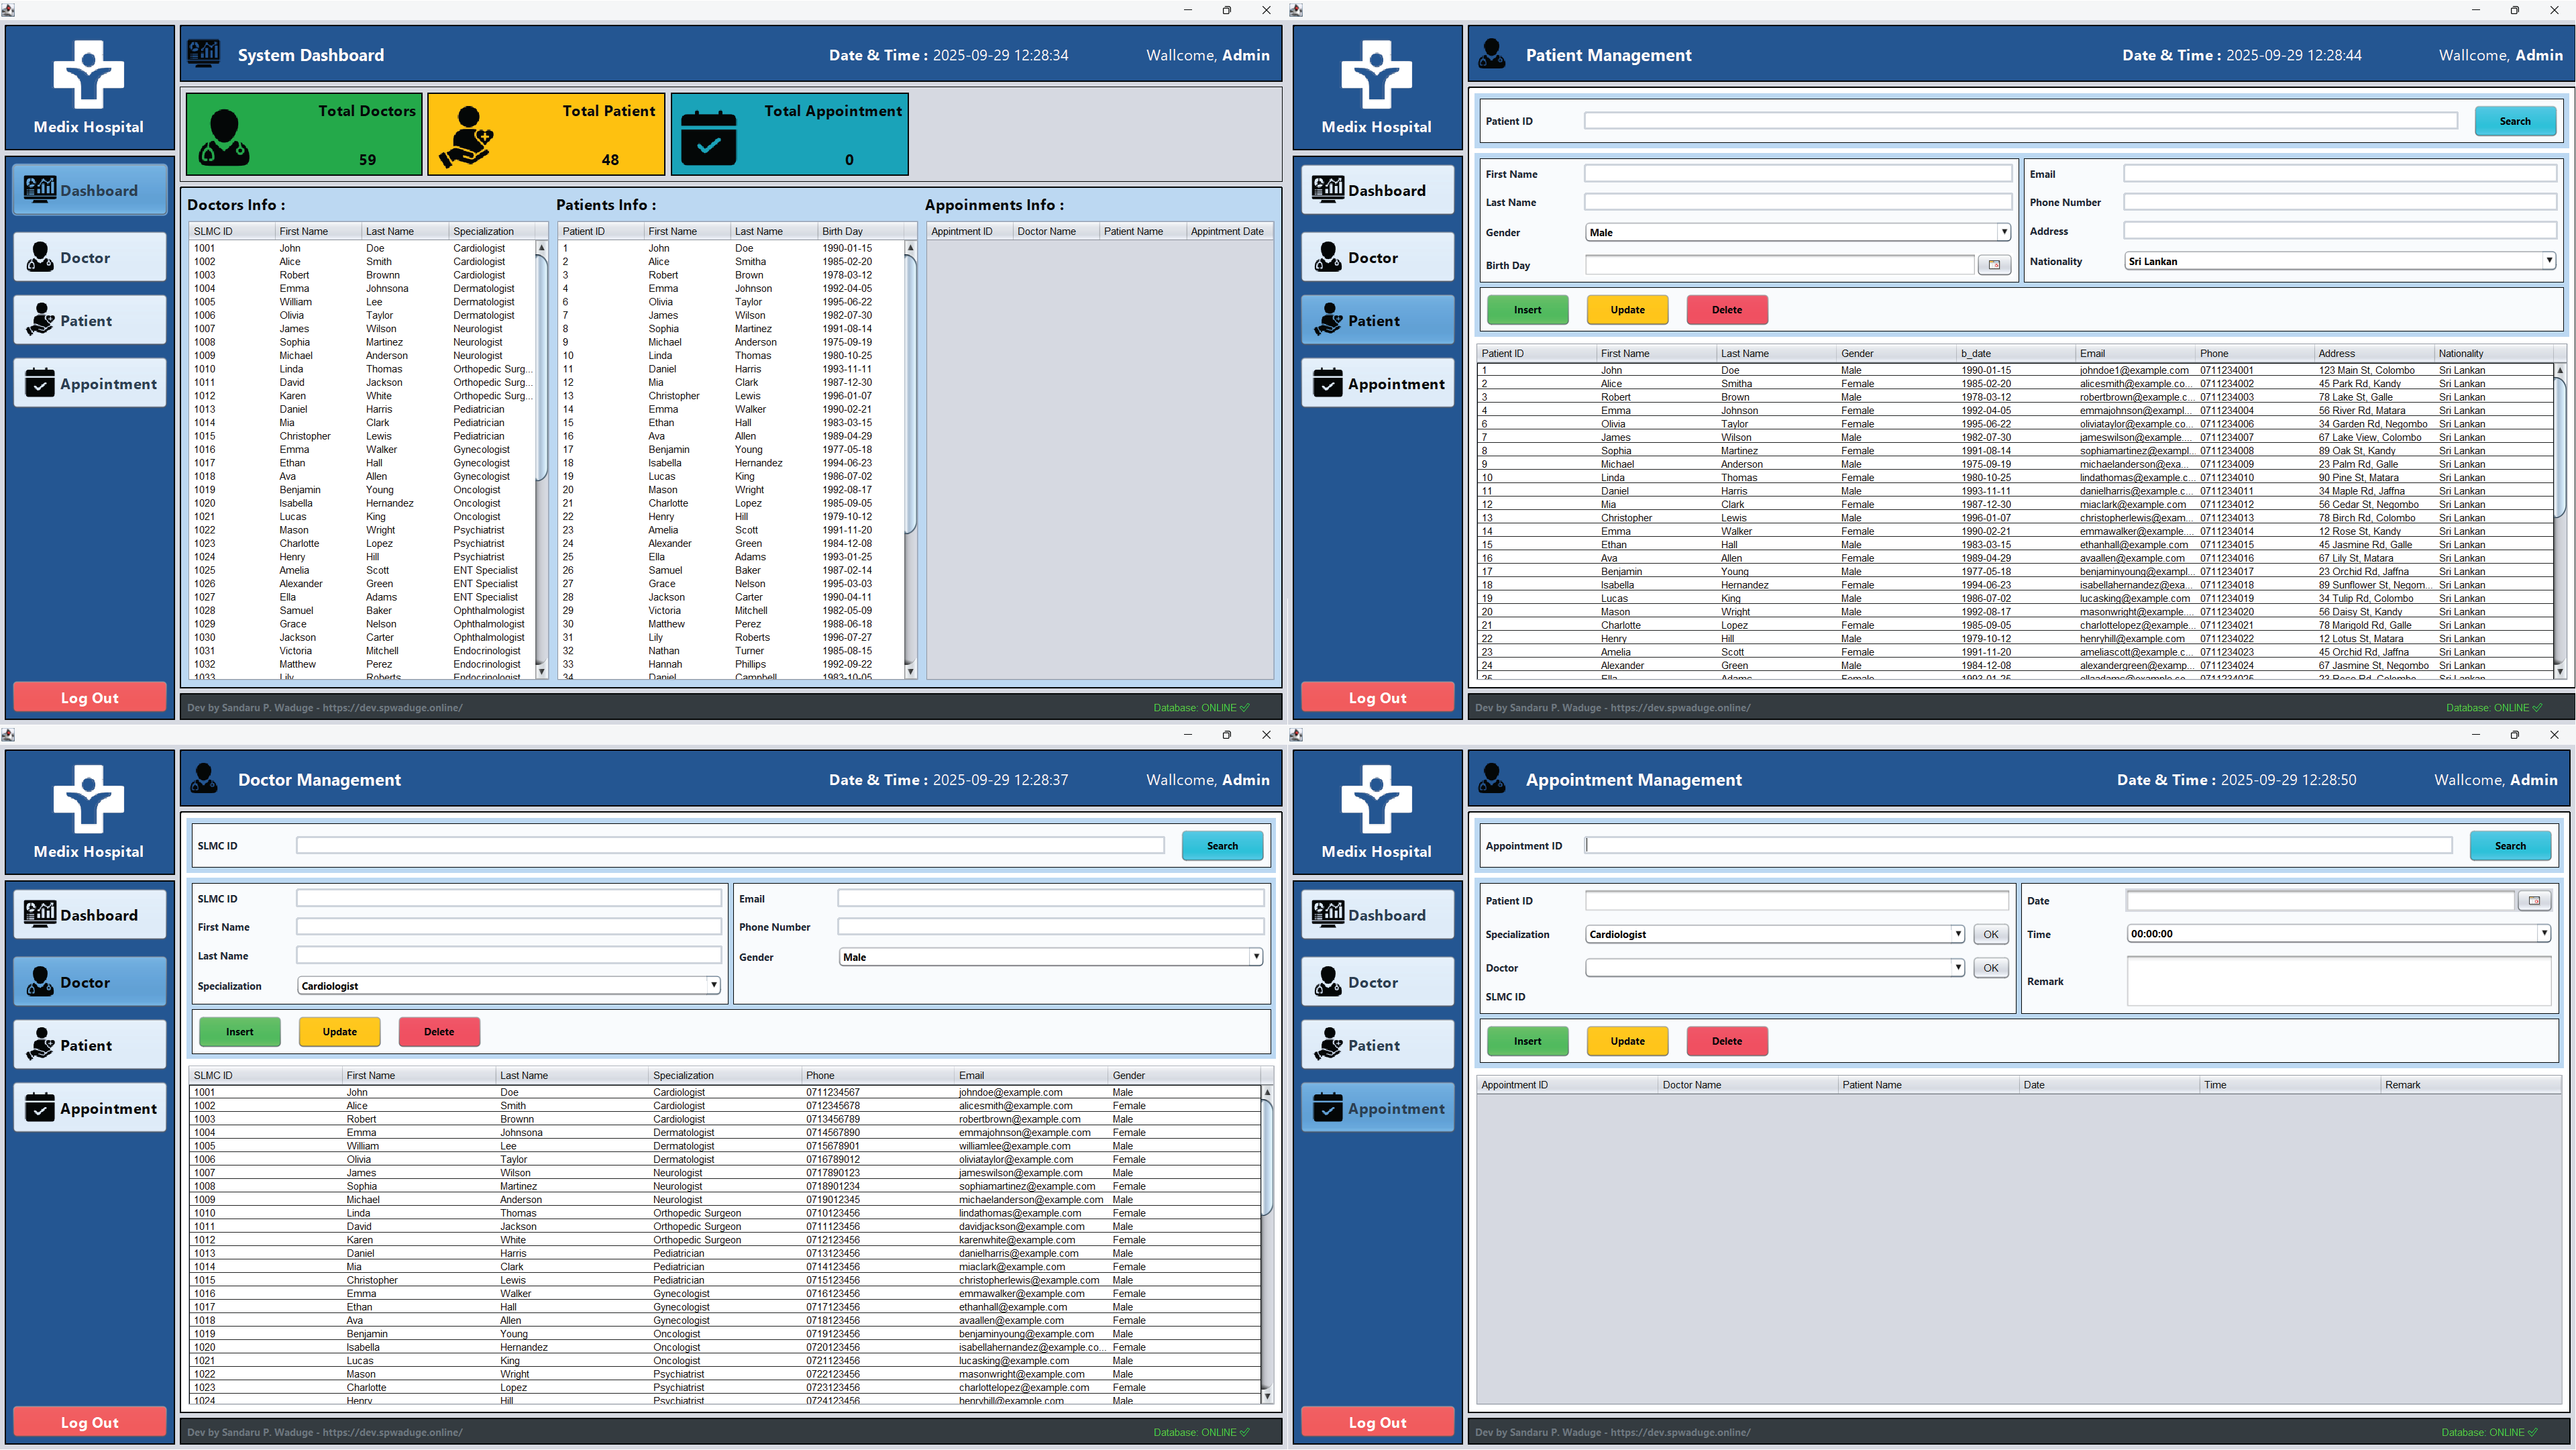 System Dashboard Date & Time : 2025-09-29 12:28:34 Wallcome, Admin
Medix Hospital
Dashboard
Doctor
Patient
Appointment
Log Out
Total Doctors
59
Total Patient
48
Total Appointment
0
Doctors Info :
SLMC ID First Name Last Name Specialization
1001 John Doe Cardiologist
1002 Alice Smith Cardiologist
1003 Robert Brownn Cardiologist
1004 Emma Johnsona Dermatologist
1005 William Lee Dermatologist
1006 Olivia Taylor Dermatologist
1007 James Wilson Neurologist
1008 Sophia Martinez Neurologist
1009 Michael Anderson Neurologist
1010 Linda Thomas Orthopedic Surg...
1011 David Jackson Orthopedic Surg...
1012 Karen White Orthopedic Surg...
1013 Daniel Harris Pediatrician
1014 Mia Clark Pediatrician
1015 Christopher Lewis Pediatrician
1016 Emma Walker Gynecologist
1017 Ethan Hall Gynecologist
1018 Ava Allen Gynecologist
1019 Benjamin Young Oncologist
1020 Isabella Hernandez Oncologist
1021 Lucas King Oncologist
1022 Mason Wright Psychiatrist
1023 Charlotte Lopez Psychiatrist
1024 Henry Hill Psychiatrist
1025 Amelia Scott ENT Specialist
1026 Alexander Green ENT Specialist
1027 Ella Adams ENT Specialist
1028 Samuel Baker Ophthalmologist
1029 Grace Nelson Ophthalmologist
1030 Jackson Carter Ophthalmologist
1031 Victoria Mitchell Endocrinologist
1032 Matthew Perez Endocrinologist
1033 Lily Roberts Endocrinologist
Patients Info :
Patient ID First Name Last Name Birth Day
1 John Doe 1990-01-15
2 Alice Smitha 1985-02-20
3 Robert Brown 1978-03-12
4 Emma Johnson 1992-04-05
6 Olivia Taylor 1995-06-22
7 James Wilson 1982-07-30
8 Sophia Martinez 1991-08-14
9 Michael Anderson 1975-09-19
10 Linda Thomas 1980-10-25
11 Daniel Harris 1993-11-11
12 Mia Clark 1987-12-30
13 Christopher Lewis 1996-01-07
14 Emma Walker 1990-02-21
15 Ethan Hall 1983-03-15
16 Ava Allen 1989-04-29
17 Benjamin Young 1977-05-18
18 Isabella Hernandez 1994-06-23
19 Lucas King 1986-07-02
20 Mason Wright 1992-08-17
21 Charlotte Lopez 1985-09-05
22 Henry Hill 1979-10-12
23 Amelia Scott 1991-11-20
24 Alexander Green 1984-12-08
25 Ella Adams 1993-01-25
26 Samuel Baker 1987-02-14
27 Grace Nelson 1995-03-03
28 Jackson Carter 1990-04-11
29 Victoria Mitchell 1982-05-09
30 Matthew Perez 1988-06-18
31 Lily Roberts 1996-07-27
32 Nathan Turner 1985-08-15
33 Hannah Phillips 1992-09-22
34 Daniel Campbell 1983-10-05
Appoinments Info :
Appintment ID Doctor Name Patient Name Appintment Date
Dev by Sandaru P. Waduge - https://dev.spwaduge.online/ Database: ONLINE
Patient Management Date & Time : 2025-09-29 12:28:44 Wallcome, Admin
Medix Hospital
Dashboard
Doctor
Patient
Appointment
Log Out
Patient ID Search
First Name
Last Name
Gender Male
Birth Day
Email
Phone Number
Address
Nationality Sri Lankan
Insert Update Delete
Patient ID First Name Last Name Gender b_date Email Phone Address Nationality
1 John Doe Male 1990-01-15 johndoe1@example.com 0711234001 123 Main St, Colombo Sri Lankan
2 Alice Smitha Female 1985-02-20 alicesmith@example.co... 0711234002 45 Park Rd, Kandy Sri Lankan
3 Robert Brown Male 1978-03-12 robertbrown@example.c... 0711234003 78 Lake St, Galle Sri Lankan
4 Emma Johnson Female 1992-04-05 emmajohnson@exampl... 0711234004 56 River Rd, Matara Sri Lankan
6 Olivia Taylor Female 1995-06-22 oliviataylor@example.co... 0711234006 34 Garden Rd, Negombo Sri Lankan
7 James Wilson Male 1982-07-30 jameswilson@example.... 0711234007 67 Lake View, Colombo Sri Lankan
8 Sophia Martinez Female 1991-08-14 sophiamartinez@exampl... 0711234008 89 Oak St, Kandy Sri Lankan
9 Michael Anderson Male 1975-09-19 michaelanderson@exa... 0711234009 23 Palm Rd, Galle Sri Lankan
10 Linda Thomas Female 1980-10-25 lindathomas@example.c... 0711234010 90 Pine St, Matara Sri Lankan
11 Daniel Harris Male 1993-11-11 danielharris@example.c... 0711234011 34 Maple Rd, Jaffna Sri Lankan
12 Mia Clark Female 1987-12-30 miaclark@example.com 0711234012 56 Cedar St, Negombo Sri Lankan
13 Christopher Lewis Male 1996-01-07 christopherlewis@exam... 0711234013 78 Birch Rd, Colombo Sri Lankan
14 Emma Walker Female 1990-02-21 emmawalker@example.... 0711234014 12 Rose St, Kandy Sri Lankan
15 Ethan Hall Male 1983-03-15 ethanhall@example.com 0711234015 45 Jasmine Rd, Galle Sri Lankan
16 Ava Allen Female 1989-04-29 avaallen@example.com 0711234016 67 Lily St, Matara Sri Lankan
17 Benjamin Young Male 1977-05-18 benjaminyoung@exampl... 0711234017 23 Orchid Rd, Jaffna Sri Lankan
18 Isabella Hernandez Female 1994-06-23 isabellahernandez@exa... 0711234018 89 Sunflower St, Negom... Sri Lankan
19 Lucas King Male 1986-07-02 lucasking@example.com 0711234019 34 Tulip Rd, Colombo Sri Lankan
20 Mason Wright Male 1992-08-17 masonwright@example.... 0711234020 56 Daisy St, Kandy Sri Lankan
21 Charlotte Lopez Female 1985-09-05 charlottelopez@example... 0711234021 78 Marigold Rd, Galle Sri Lankan
22 Henry Hill Male 1979-10-12 henryhill@example.com 0711234022 12 Lotus St, Matara Sri Lankan
23 Amelia Scott Female 1991-11-20 ameliascott@example.com 0711234023 45 Orchid Rd, Jaffna Sri Lankan
24 Alexander Green Male 1984-12-08 alexandergreen@examp... 0711234024 67 Jasmine St, Negombo Sri Lankan
25 Ella Adams Female 1993-01-25 ellaadams@example.com 0711234025 23 Rose Rd, Colombo Sri Lankan
Dev by Sandaru P. Waduge - https://dev.spwaduge.online/ Database: ONLINE
Doctor Management Date & Time : 2025-09-29 12:28:37 Wallcome, Admin
Medix Hospital
Dashboard
Doctor
Patient
Appointment
Log Out
SLMC ID Search
SLMC ID
First Name
Last Name
Specialization Cardiologist
Email
Phone Number
Gender Male
Insert Update Delete
SLMC ID First Name Last Name Specialization Phone Email Gender
1001 John Doe Cardiologist 0711234567 johndoe@example.com Male
1002 Alice Smith Cardiologist 0712345678 alicesmith@example.com Female
1003 Robert Brownn Cardiologist 0713456789 robertbrown@example.com Male
1004 Emma Johnsona Dermatologist 0714567890 emmajohnson@example.com Female
1005 William Lee Dermatologist 0715678901 williamlee@example.com Male
1006 Olivia Taylor Dermatologist 0716789012 oliviataylor@example.com Female
1007 James Wilson Neurologist 0717890123 jameswilson@example.com Male
1008 Sophia Martinez Neurologist 0718901234 sophiamartinez@example.com Female
1009 Michael Anderson Neurologist 0719012345 michaelanderson@example.com Male
1010 Linda Thomas Orthopedic Surgeon 0710123456 lindathomas@example.com Female
1011 David Jackson Orthopedic Surgeon 0711123456 davidjackson@example.com Male
1012 Karen White Orthopedic Surgeon 0712123456 karenwhite@example.com Female
1013 Daniel Harris Pediatrician 0713123456 danielharris@example.com Male
1014 Mia Clark Pediatrician 0714123456 miaclark@example.com Female
1015 Christopher Lewis Pediatrician 0715123456 christopherlewis@example.com Male
1016 Emma Walker Gynecologist 0716123456 emmawalker@example.com Female
1017 Ethan Hall Gynecologist 0717123456 ethanhall@example.com Male
1018 Ava Allen Gynecologist 0718123456 avaallen@example.com Female
1019 Benjamin Young Oncologist 0719123456 benjaminyoung@example.com Male
1020 Isabella Hernandez Oncologist 0720123456 isabellahernandez@example.co... Female
1021 Lucas King Oncologist 0721123456 lucasking@example.com Male
1022 Mason Wright Psychiatrist 0722123456 masonwright@example.com Male
1023 Charlotte Lopez Psychiatrist 0723123456 charlottelopez@example.com Female
1024 Henry Hill Psychiatrist 0724123456 henryhill@example.com Male
Dev by Sandaru P. Waduge - https://dev.spwaduge.online/ Database: ONLINE
Appointment Management Date & Time : 2025-09-29 12:28:50 Wallcome, Admin
Medix Hospital
Dashboard
Doctor
Patient
Appointment
Log Out
Appointment ID Search
Patient ID
Specialization Cardiologist OK
Doctor OK
SLMC ID
Date
Time 00:00:00
Remark
Insert Update Delete
Appointment ID Doctor Name Patient Name Date Time Remark
Dev by Sandaru P. Waduge - https://dev.spwaduge.online/ Database: ONLINE